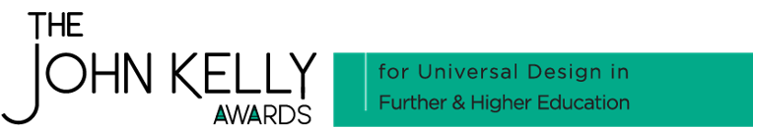 THE
JOHN KELLY
AWARDS
for Universal Design in
Further & Higher Education